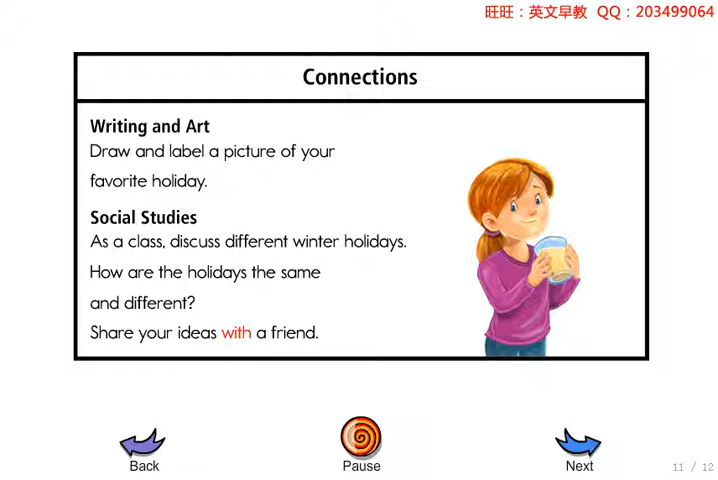 旺旺：英文早教 QQ：203499064
Connections
Writing and Art
Draw and label a picture of your
favorite holiday.
Social Studies
As a class, discuss different winter holidays.
How are the holidays the same
and different?
Share your ideas with a friend.
Back
Pause
Next
11 / 12